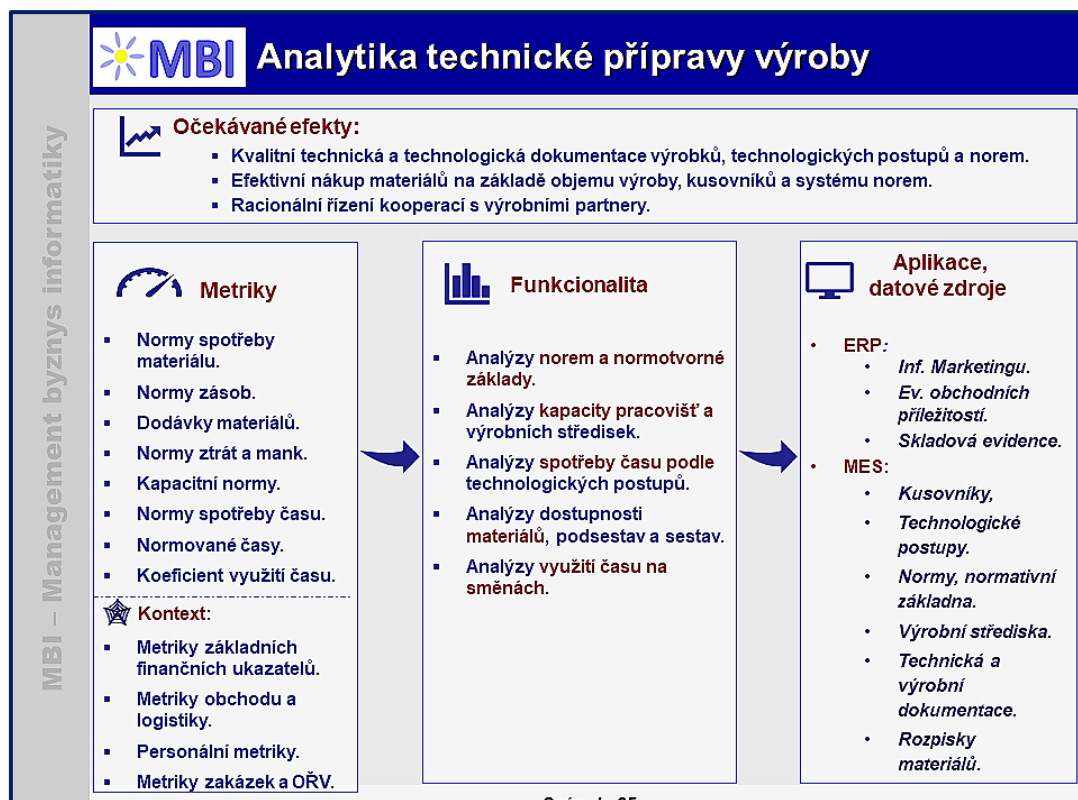 MBI – Management byznys informatiky
MBI
Analytika technické přípravy výroby
Očekávané efekty:
▪ Kvalitní technická a technologická dokumentace výrobků, technologických postupů a norem.
▪ Efektivní nákup materiálů na základě objemu výroby, kusovníků a systému norem.
▪ Racionální řízení kooperací s výrobními partnery.
Metriky
▪ Normy spotřeby
materiálu.
▪ Normy zásob.
▪ Dodávky materiálů.
▪ Normy ztrát a mank.
▪ Kapacitní normy.
▪ Normy spotřeby času.
▪ Normované časy.
▪ Koeficient využití času.
Kontext:
▪ Metriky základních
finančních ukazatelů.
▪ Metriky obchodu a
logistiky.
▪ Personální metriky.
▪ Metriky zakázek a OŘV.
Funkcionalita
▪ Analýzy norem a normotvorné
základy.
▪ Analýzy kapacity pracovišť a
výrobních středisek.
▪ Analýzy spotřeby času podle
technologických postupů.
▪ Analýzy dostupnosti
materiálů, podsestav a sestav.
▪ Analýzy využití času na
směnách.
Aplikace,
datové zdroje
• ERP:
• Inf. Marketingu.
• Ev. obchodních
příležitostí.
• Skladová evidence.
• MES:
• Kusovníky,
• Technologické
postupy.
• Normy, normativní
základna.
• Výrobní střediska.
• Technická a
výrobní
dokumentace.
• Rozpisky
materiálů.